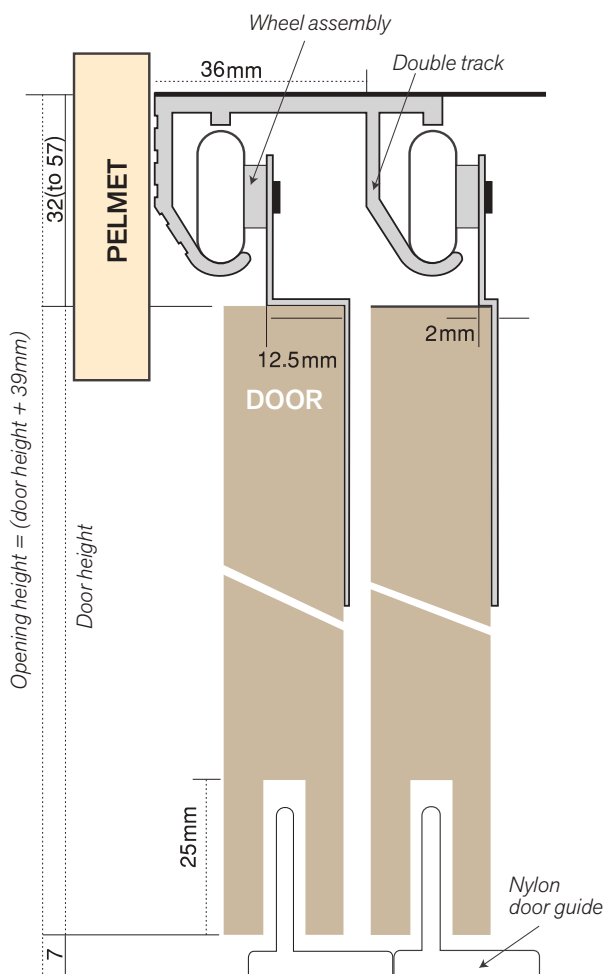 Wheel assembly
36mm
Double track
32(to 57)
PELMET
12.5mm
2mm
DOOR
Opening height = (door height + 39mm)
Door height
25mm
Nylon
door guide
7